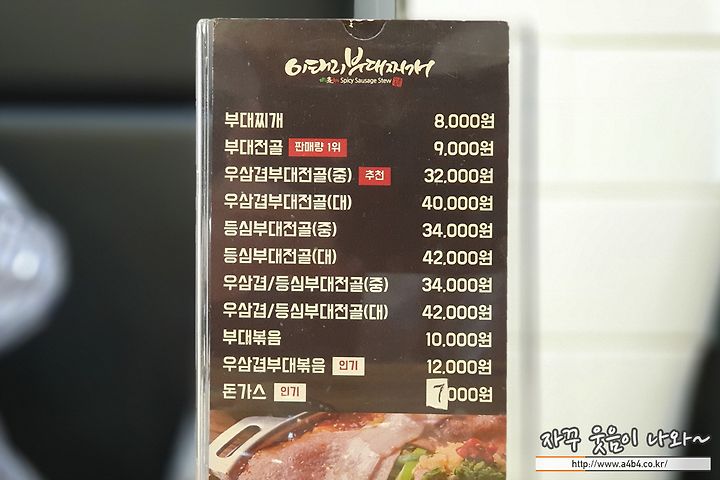 이태리부대찌개
Spicy Sausage Stew
부대찌개 8,000원
부대전골 판매량 1위 9,000원
우삼겹부대전골(중) 추천 32,000원
우삼겹부대전골(대) 40,000원
등심부대전골(중) 34,000원
등심부대전골(대) 42,000원
우삼겹/등심부대전골(중) 34,000원
우삼겹/등심부대전골(대) 42,000원
부대볶음 10,000원
우삼겹부대볶음 인기 12,000원
돈가스 인기 7000원
자꾸 웃음이 나와~
http://www.a4b4.co.kr/